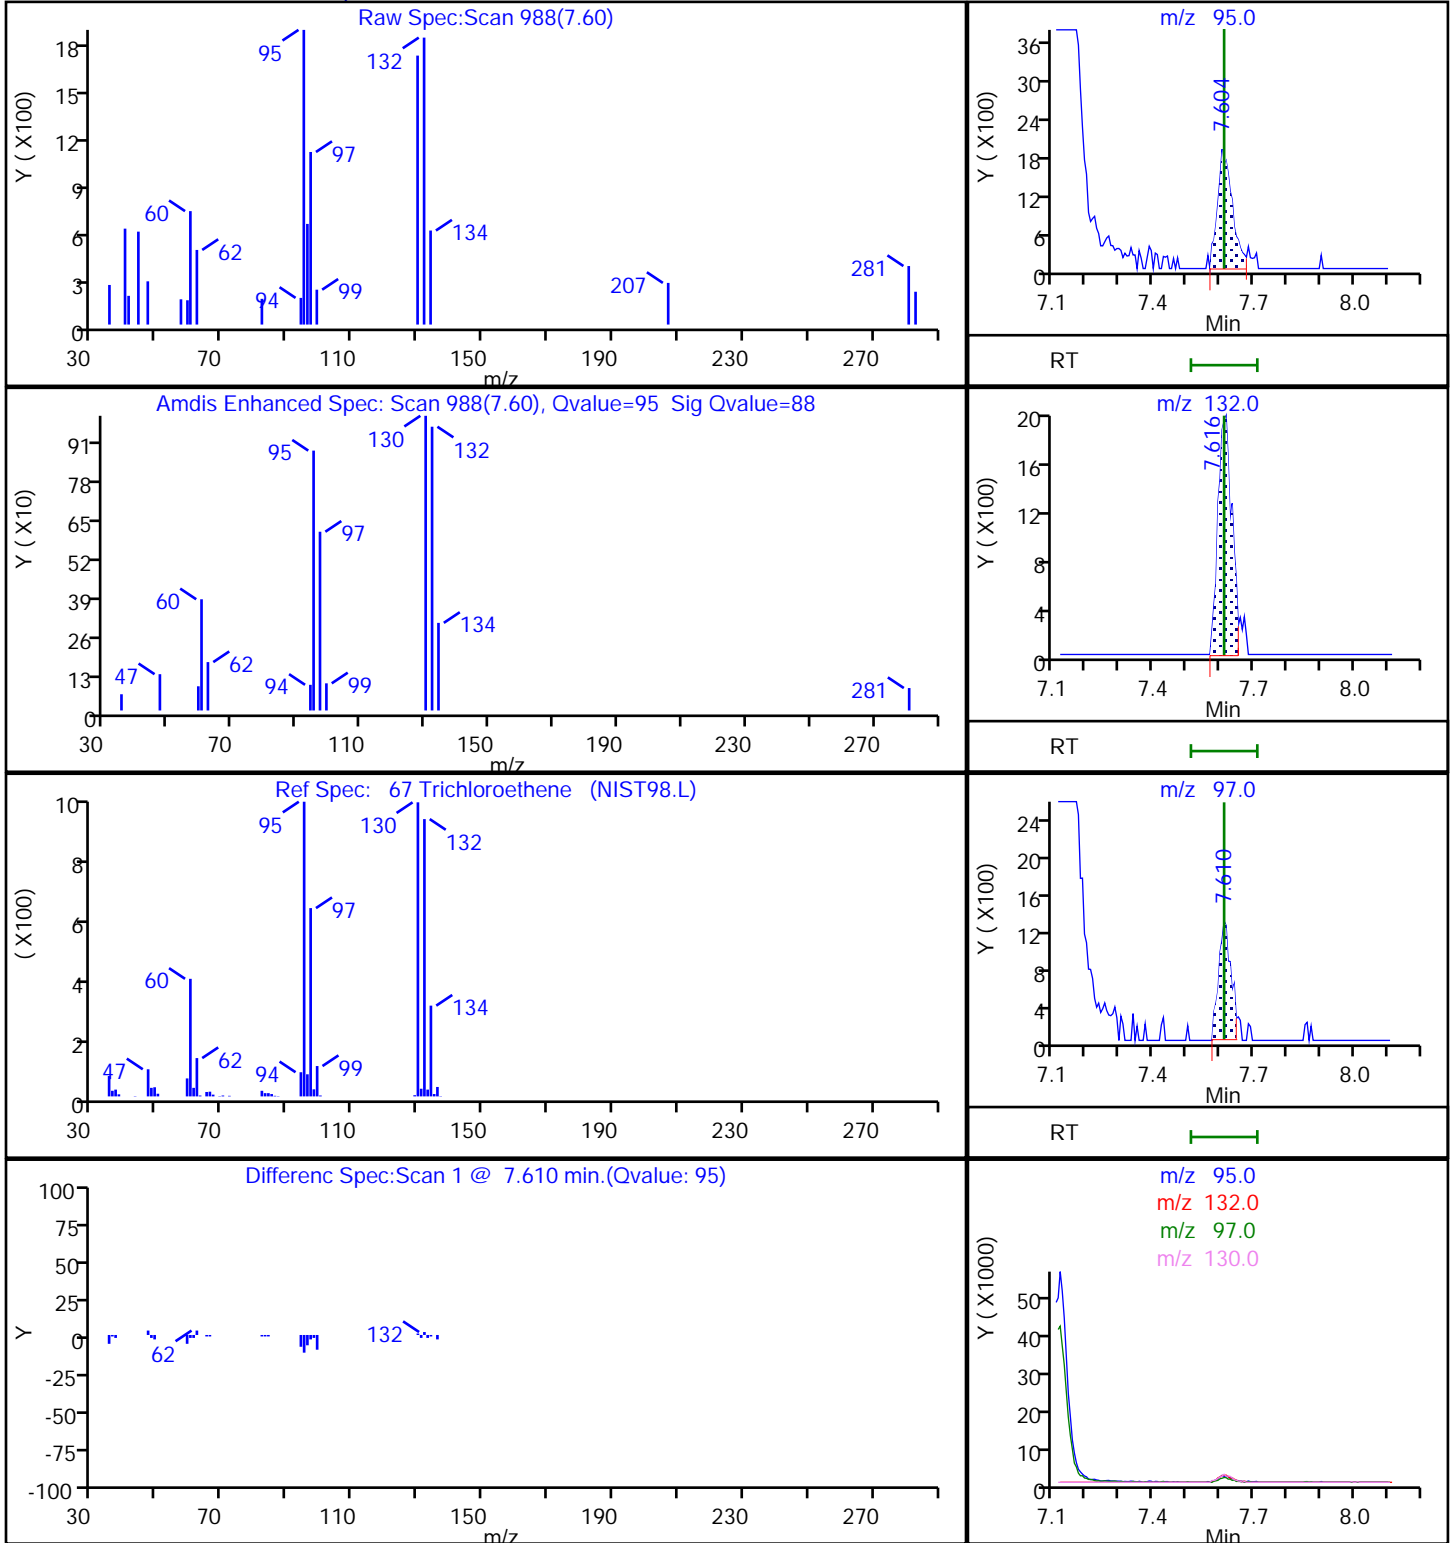 Raw Spec:Scan 988(7.60)
Y ( X100)
18
15
12
9
6
3
0
95
132
97
60
62
134
94
99
207
281
30 70 110 150 190 230 270
m/z
m/z 95.0
Y ( X100)
36
30
24
18
12
6
0
7.604
7.1 7.4 7.7 8.0
Min
RT
Amdis Enhanced Spec: Scan 988(7.60), Qvalue=95 Sig Qvalue=88
Y ( X10)
91
78
65
52
39
26
13
0
130
132
95
97
60
134
47
62
94
99
281
30 70 110 150 190 230 270
m/z
m/z 132.0
Y ( X100)
20
16
12
8
4
0
7.616
7.1 7.4 7.7 8.0
Min
RT
Ref Spec: 67 Trichloroethene (NIST98.L)
( X100)
10
8
6
4
2
0
95
130
132
97
60
134
47
62
94
99
30 70 110 150 190 230 270
m/z 97.0
Y ( X100)
24
20
16
12
8
4
0
7.610
7.1 7.4 7.7 8.0
Min
RT
Differenc Spec:Scan 1 @ 7.610 min.(Qvalue: 95)
Y
100
75
50
25
0
-25
-50
-75
-100
62
132
30 70 110 150 190 230 270
m/z
m/z 95.0
m/z 132.0
m/z 97.0
m/z 130.0
Y ( X1000)
50
40
30
20
10
0
7.1 7.4 7.7 8.0
Min